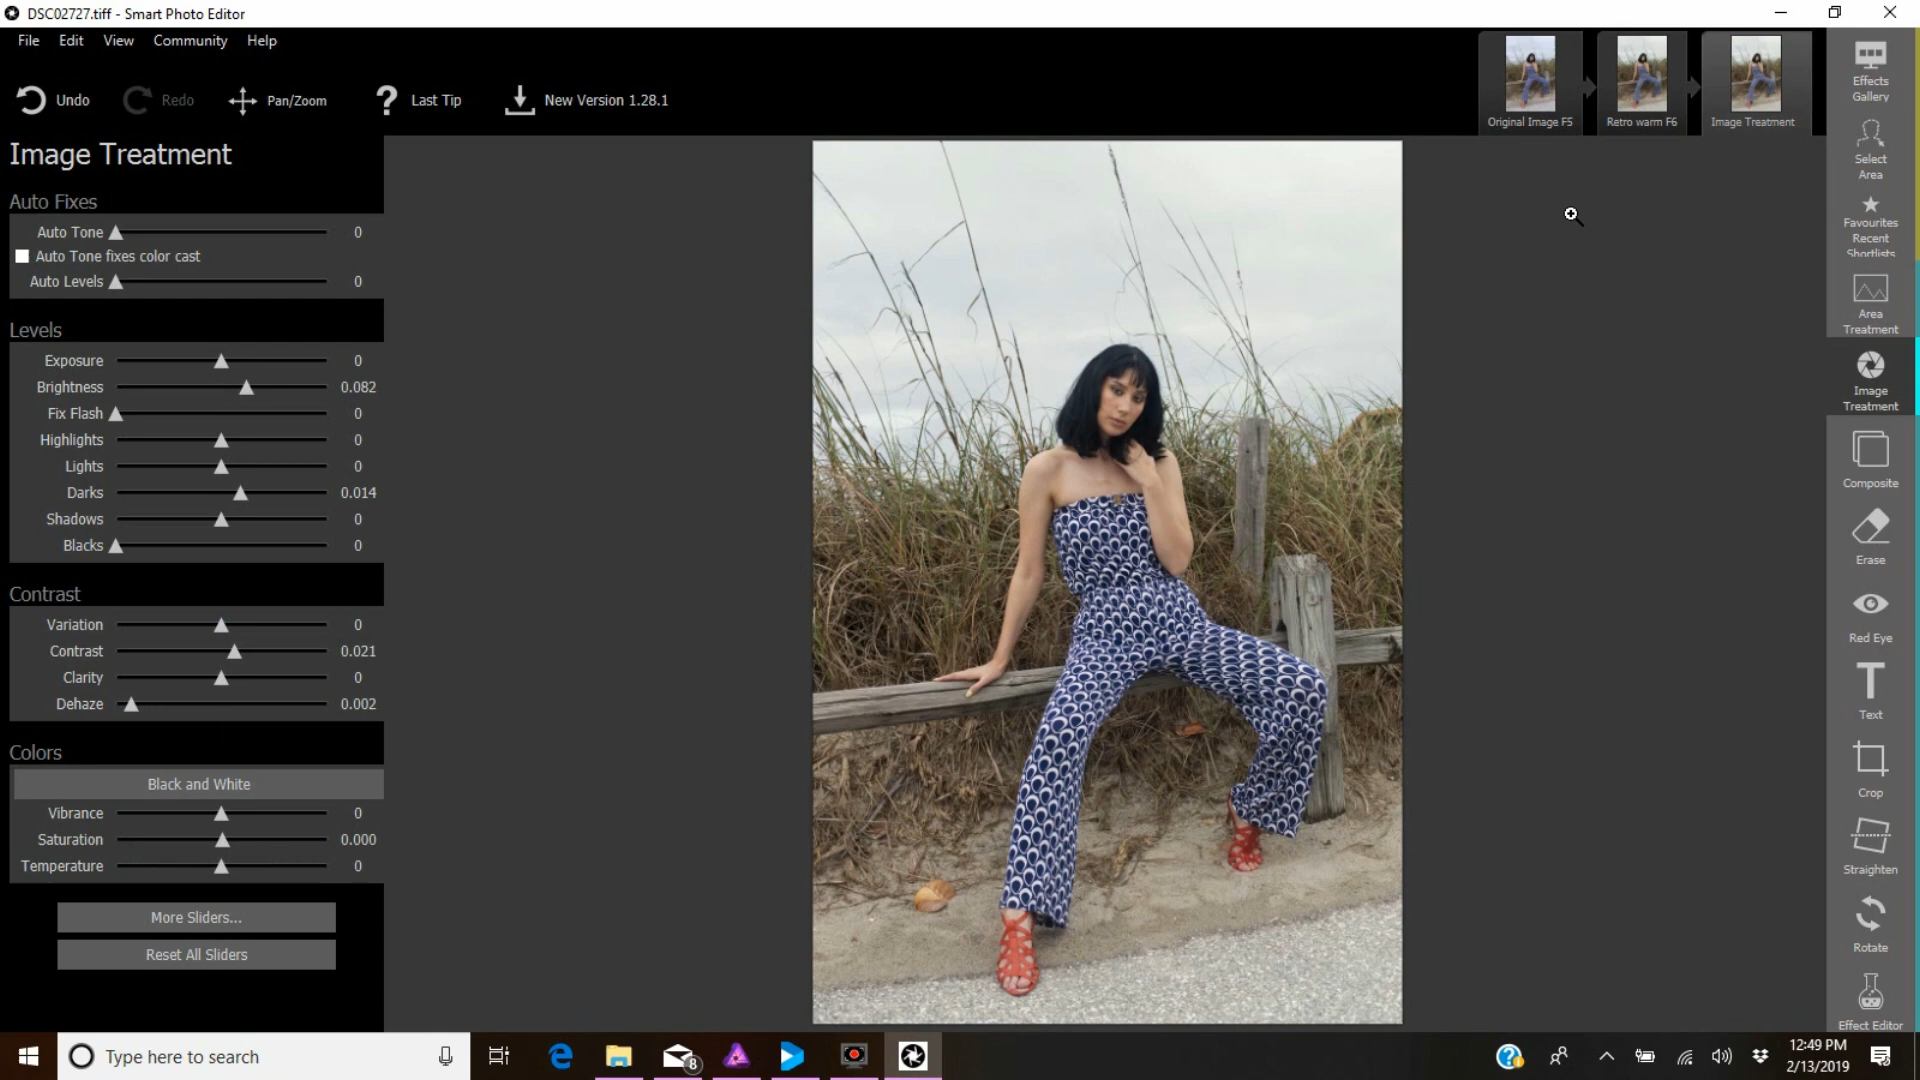 DSC02727.tiff - Smart Photo Editor
File Edit View Community Help
Undo Redo Pan/Zoom ? Last Tip New Version 1.28.1
Original Image F5 Retro warm F6 Image Treatment
Image Treatment
Auto Fixes
Auto Tone 0
Auto Tone fixes color cast
Auto Levels 0
Levels
Exposure 0
Brightness 0.082
Fix Flash 0
Highlights 0
Lights 0
Darks 0.014
Shadows 0
Blacks 0
Contrast
Variation 0
Contrast 0.021
Clarity 0
Dehaze 0.002
Colors
Black and White
Vibrance 0
Saturation 0.000
Temperature 0
More Sliders...
Reset All Sliders
Effects
Gallery
Select
Area
Favourites
Recent
Shortlists
Area
Treatment
Image
Treatment
Composite
Erase
Red Eye
T
Text
Crop
Straighten
Rotate
Effect Editor
Type here to search
8
12:49 PM
2/13/2019